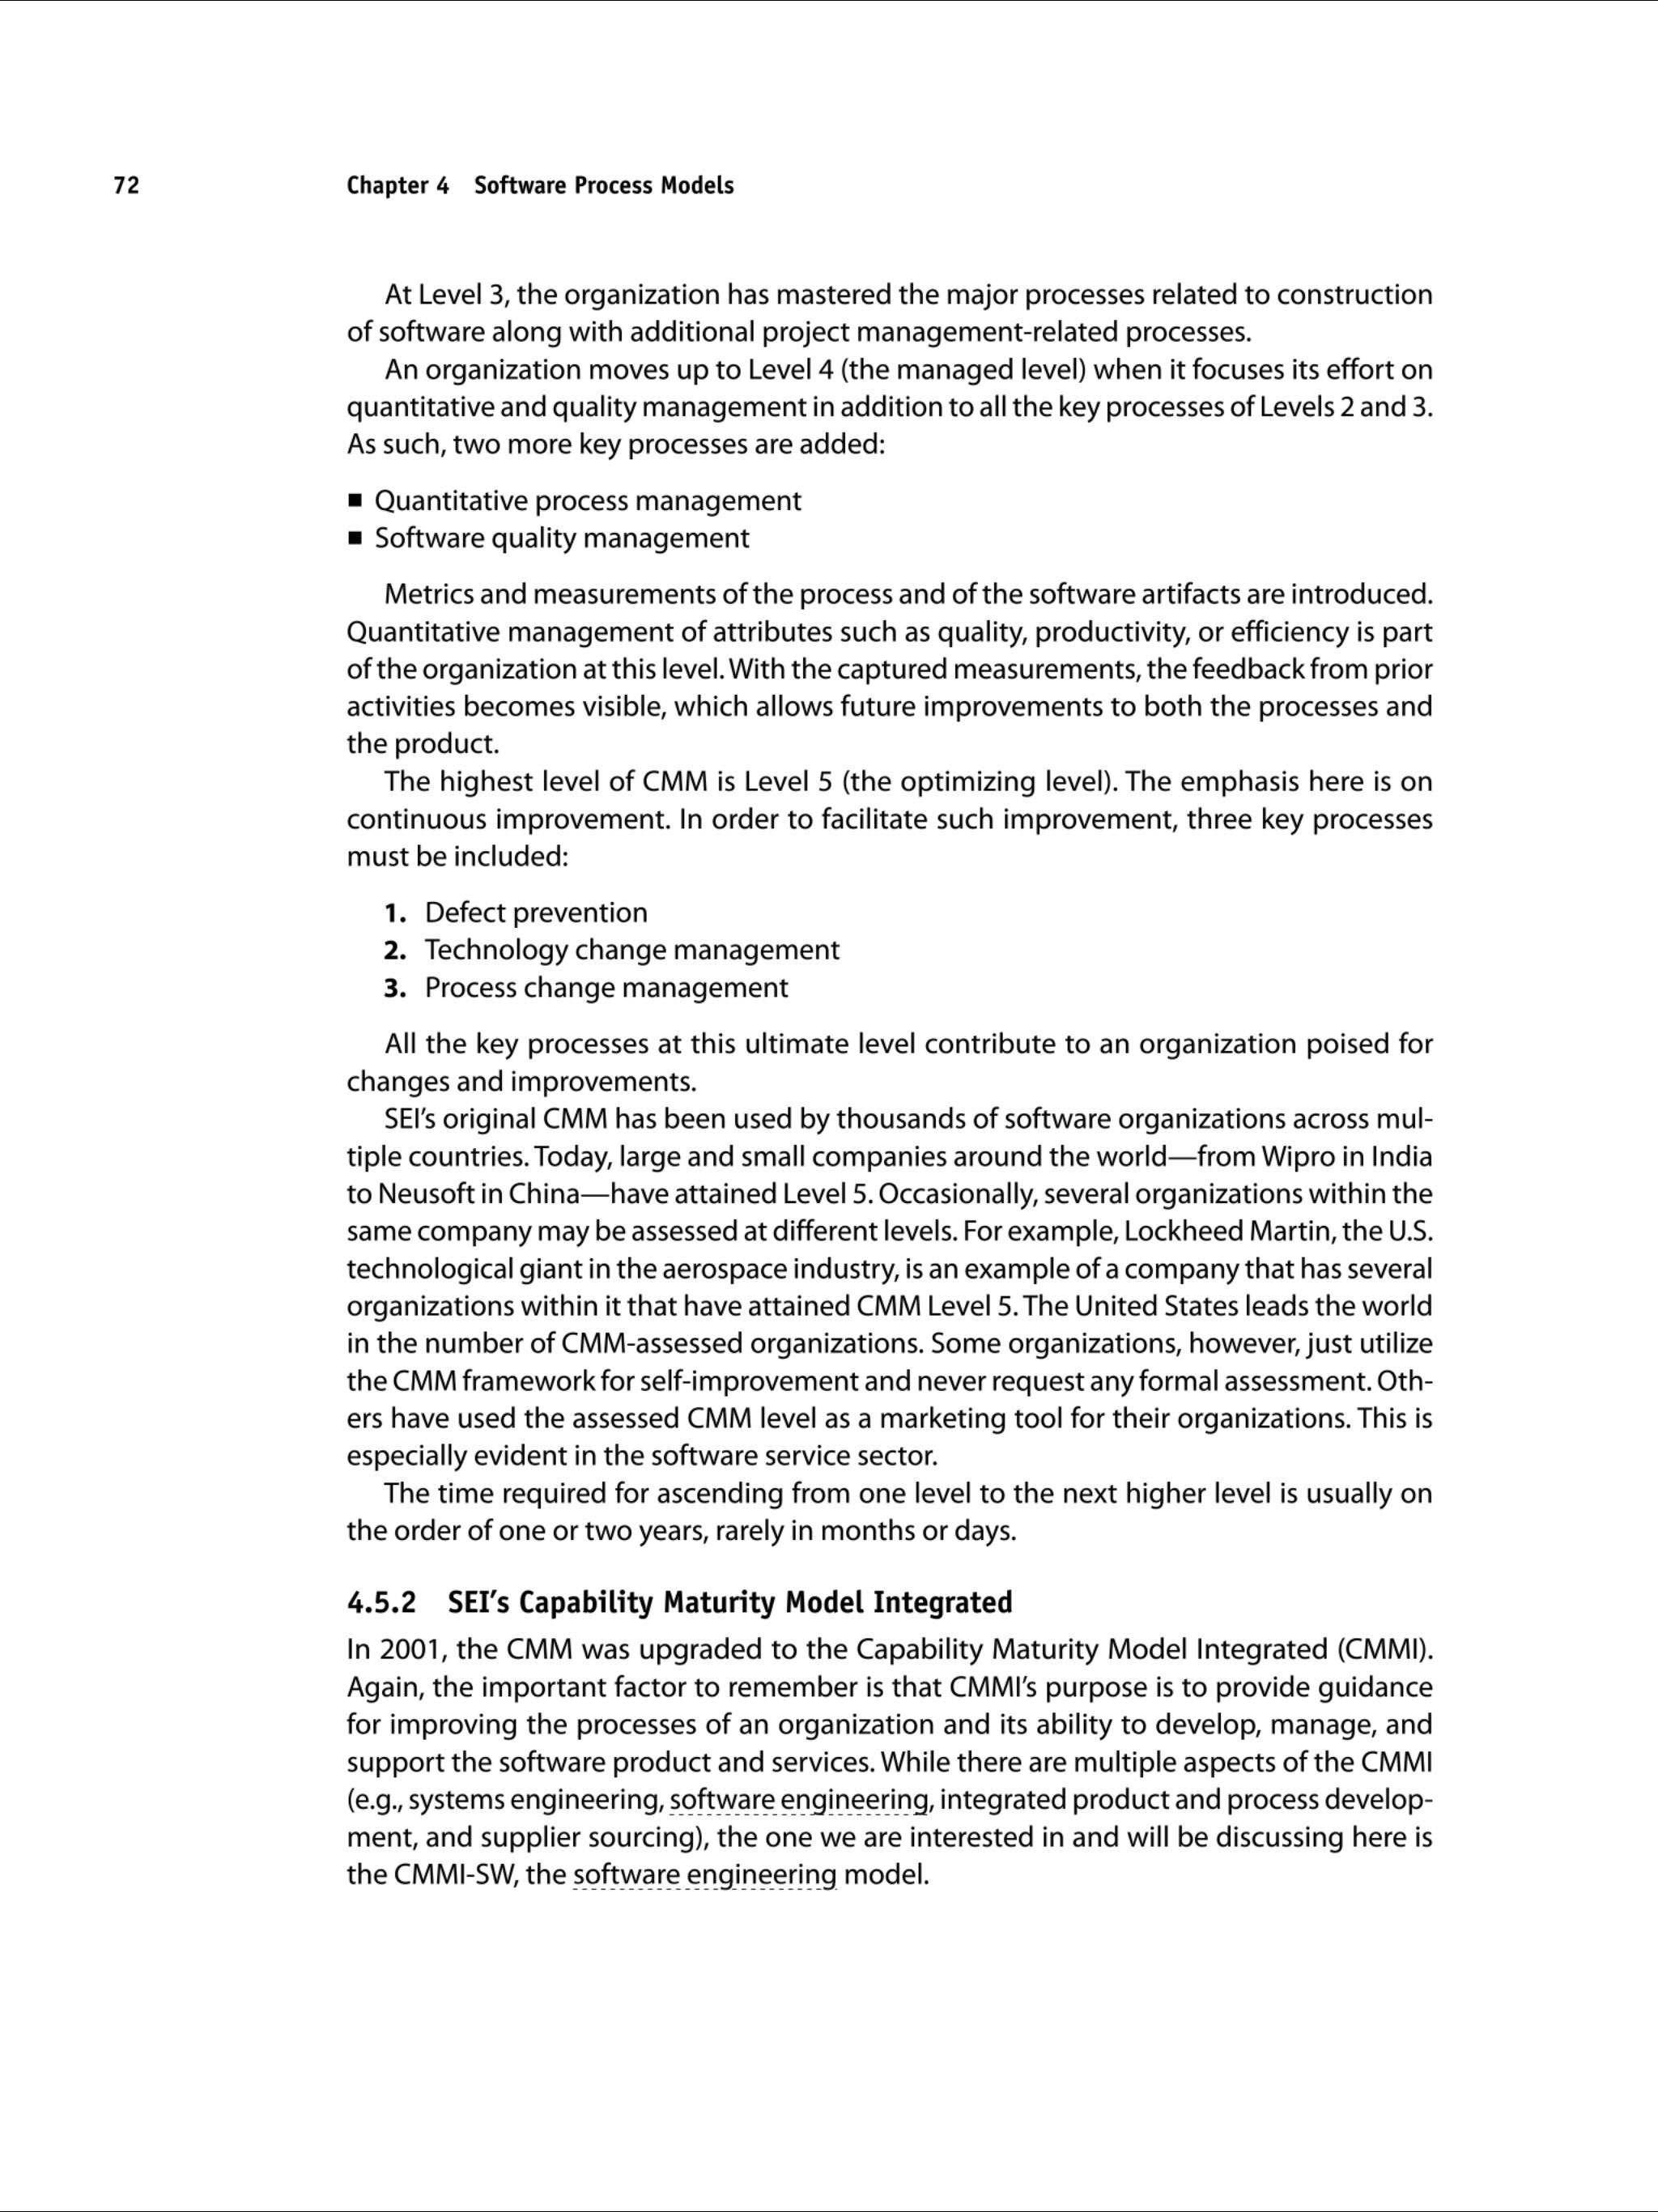 72
Chapter 4 Software Process Models
At Level 3, the organization has mastered the major processes related to construction
of software along with additional project management-related processes.
An organization moves up to Level 4 (the managed level) when it focuses its effort on
quantitative and quality management in addition to all the key processes of Levels 2 and 3.
As such, two more key processes are added:
■ Quantitative process management
■ Software quality management
Metrics and measurements of the process and of the software artifacts are introduced.
Quantitative management of attributes such as quality, productivity, or efficiency is part
of the organization at this level. With the captured measurements, the feedback from prior
activities becomes visible, which allows future improvements to both the processes and
the product.
The highest level of CMM is Level 5 (the optimizing level). The emphasis here is on
continuous improvement. In order to facilitate such improvement, three key processes
must be included:
1. Defect prevention
2. Technology change management
3. Process change management
All the key processes at this ultimate level contribute to an organization poised for
changes and improvements.
SEI’s original CMM has been used by thousands of software organizations across mul-
tiple countries. Today, large and small companies around the world—from Wipro in India
to Neusoft in China—have attained Level 5. Occasionally, several organizations within the
same company may be assessed at different levels. For example, Lockheed Martin, the U.S.
technological giant in the aerospace industry, is an example of a company that has several
organizations within it that have attained CMM Level 5. The United States leads the world
in the number of CMM-assessed organizations. Some organizations, however, just utilize
the CMM framework for self-improvement and never request any formal assessment. Oth-
ers have used the assessed CMM level as a marketing tool for their organizations. This is
especially evident in the software service sector.
The time required for ascending from one level to the next higher level is usually on
the order of one or two years, rarely in months or days.
4.5.2 SEI’s Capability Maturity Model Integrated
In 2001, the CMM was upgraded to the Capability Maturity Model Integrated (CMMI).
Again, the important factor to remember is that CMMI’s purpose is to provide guidance
for improving the processes of an organization and its ability to develop, manage, and
support the software product and services. While there are multiple aspects of the CMMI
(e.g., systems engineering, software engineering, integrated product and process develop-
ment, and supplier sourcing), the one we are interested in and will be discussing here is
the CMMI-SW, the software engineering model.